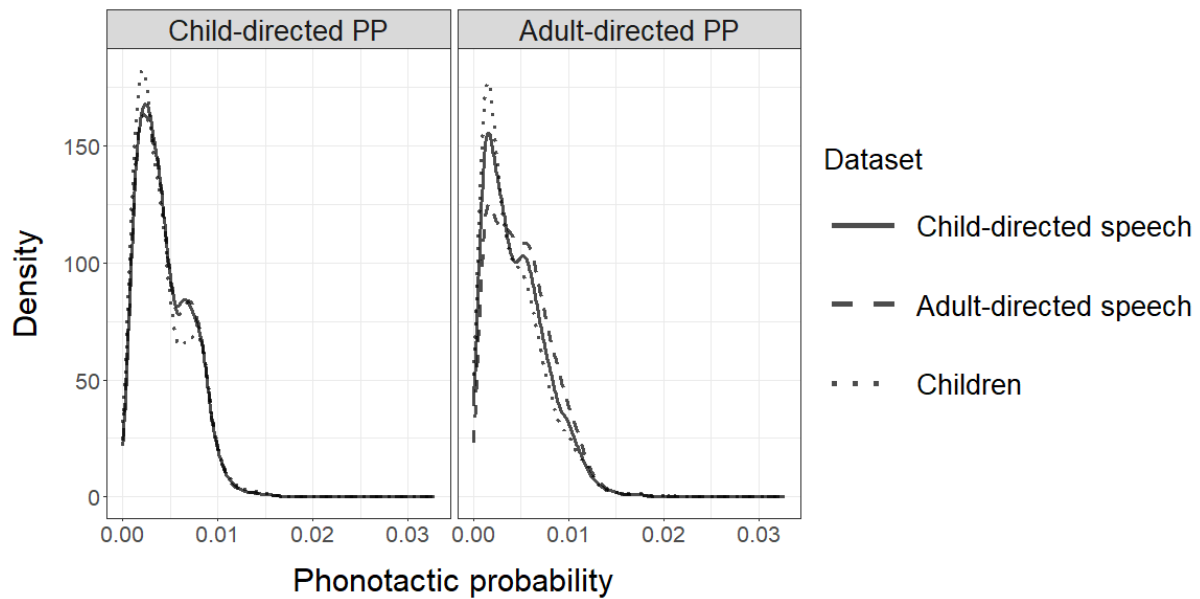 Child-directed PP
Adult-directed PP
Density
150
100
50
0
0.00
0.01
0.02
0.03
0.00
0.01
0.02
0.03
Phonotactic probability
Dataset
Child-directed speech
Adult-directed speech
Children